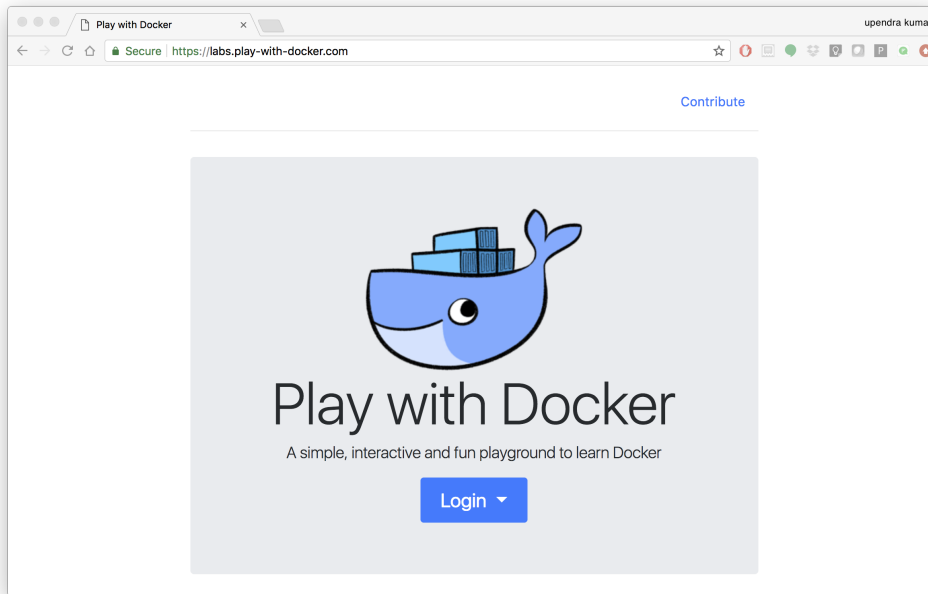 Play with Docker
upendra kuma
Secure https://labs.play-with-docker.com
P
Contribute
Play with Docker
A simple, interactive and fun playground to learn Docker
Login